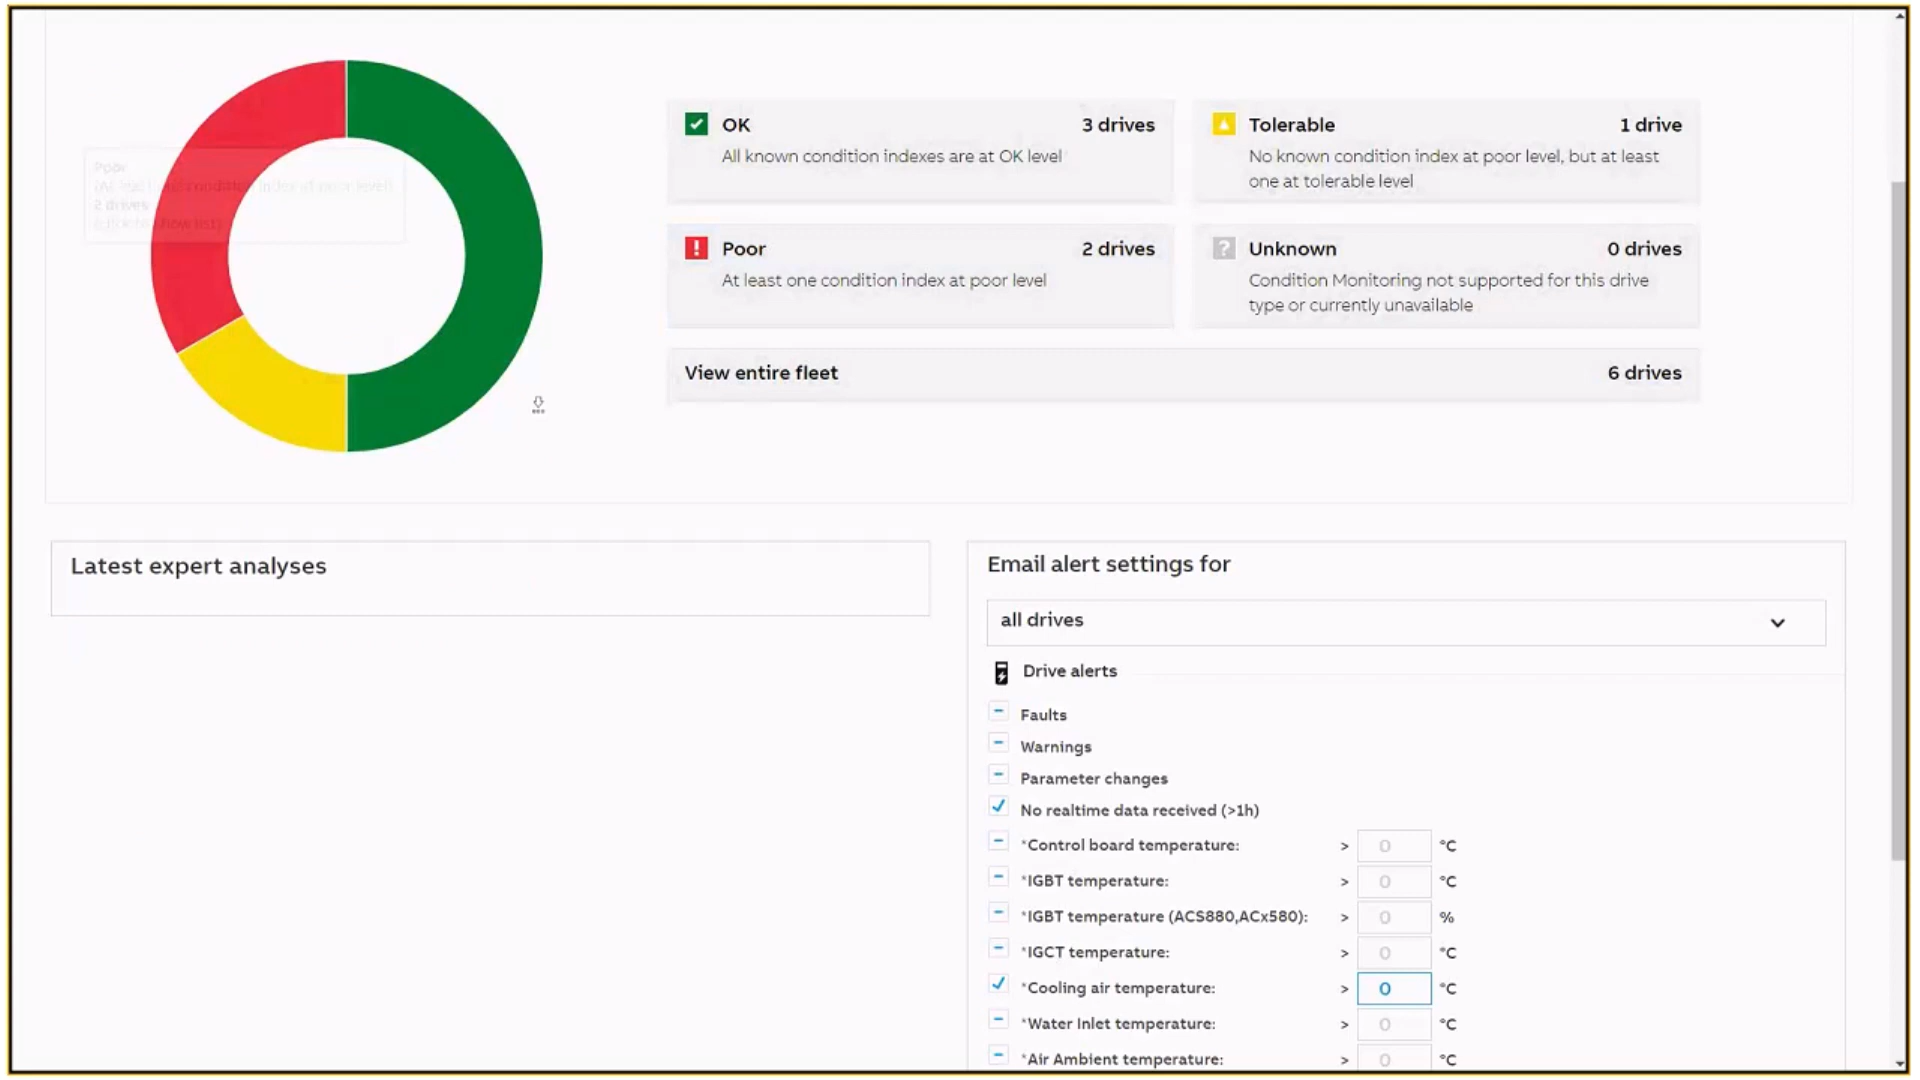 OK 3 drives
All known condition indexes are at OK level
Tolerable 1 drive
No known condition index at poor level, but at least
one at tolerable level
Poor
2 drives
Poor 2 drives
At least one condition index at poor level
Unknown 0 drives
Condition Monitoring not supported for this drive
type or currently unavailable
View entire fleet 6 drives
Latest expert analyses
Email alert settings for
all drives
Drive alerts
Faults
Warnings
Parameter changes
No realtime data received (>1h)
*Control board temperature: > 0 °C
*IGBT temperature: > 0 °C
*IGBT temperature (ACS880,ACx580): > 0 %
*IGCT temperature: > 0 °C
*Cooling air temperature: > 0 °C
*Water Inlet temperature: > 0 °C
*Air Ambient temperature: > 0 °C